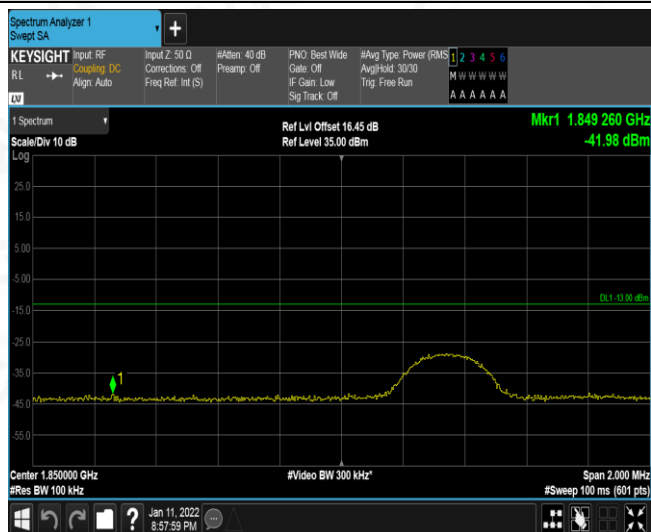 Spectrum Analyzer 1
Swept SA
+
KEYSIGHT
RL
Input: RF
Coupling: DC
Align: Auto
Input Z: 50 Ω
Corrections: Off
Freq Ref: Int (S)
#Atten: 40 dB
Preamp: Off
PNO: Best Wide
Gate: Off
IF Gain: Low
Sig Track: Off
#Avg Type: Power (RMS
Avg|Hold: 30/30
Trig: Free Run
1 2 3 4 5 6
M W W W W W
A A A A A A
LXI
1 Spectrum
Scale/Div 10 dB
Log
Ref Lvl Offset 16.45 dB
Ref Level 35.00 dBm
Mkr1 1.849 260 GHz
-41.98 dBm
25.0
15.0
5.00
-5.00
-15.0
DL1 -13.00 dBm
-25.0
-35.0
1
-45.0
-55.0
Center 1.850000 GHz
#Res BW 100 kHz
#Video BW 300 kHz*
Span 2.000 MHz
#Sweep 100 ms (601 pts)
?
Jan 11, 2022
8:57:59 PM